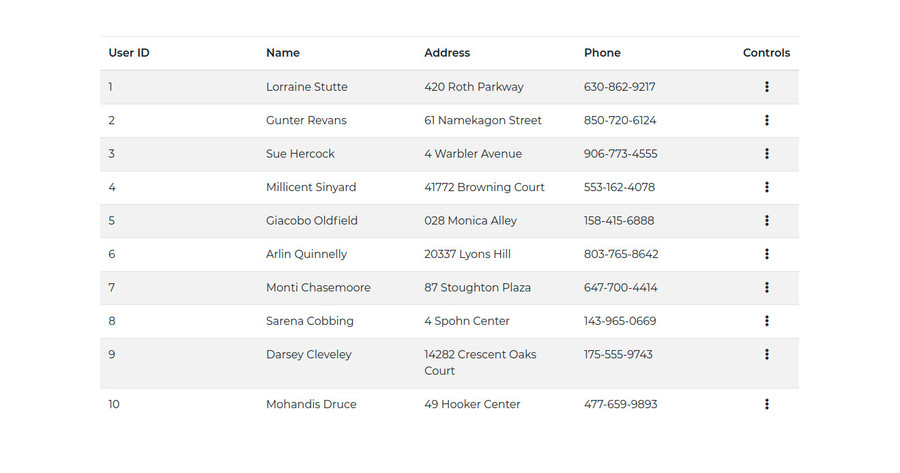 User ID Name Address Phone Controls
1 Lorraine Stutte 420 Roth Parkway 630-862-9217
2 Gunter Revans 61 Namekagon Street 850-720-6124
3 Sue Hercock 4 Warbler Avenue 906-773-4555
4 Millicent Sinyard 41772 Browning Court 553-162-4078
5 Giacobo Oldfield 028 Monica Alley 158-415-6888
6 Arlin Quinnelly 20337 Lyons Hill 803-765-8642
7 Monti Chasemoore 87 Stoughton Plaza 647-700-4414
8 Sarena Cobbing 4 Spohn Center 143-965-0669
9 Darsey Cleveley 14282 Crescent Oaks 175-555-9743
Court
10 Mohandis Druce 49 Hooker Center 477-659-9893